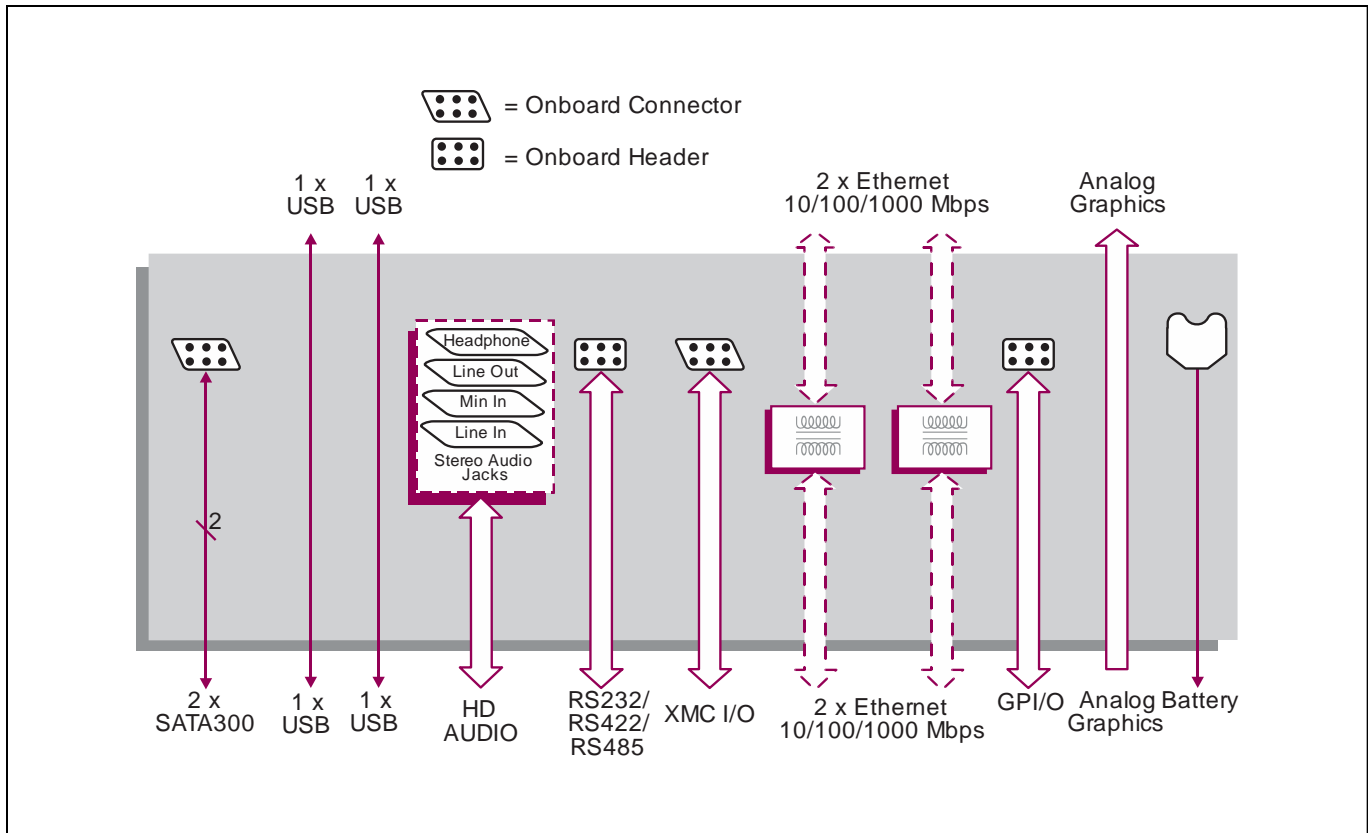 = Onboard Connector
= Onboard Header
1 x
USB
1 x
USB
2 x Ethernet
10/100/1000 Mbps
Analog
Graphics
Headphone
Line Out
Min In
Line In
Stereo Audio
Jacks
2
2 x
SATA300
1 x
USB
1 x
USB
HD
AUDIO
RS232/
RS422/
RS485
XMC I/O
2 x Ethernet
10/100/1000 Mbps
GPI/O
Analog
Graphics
Battery